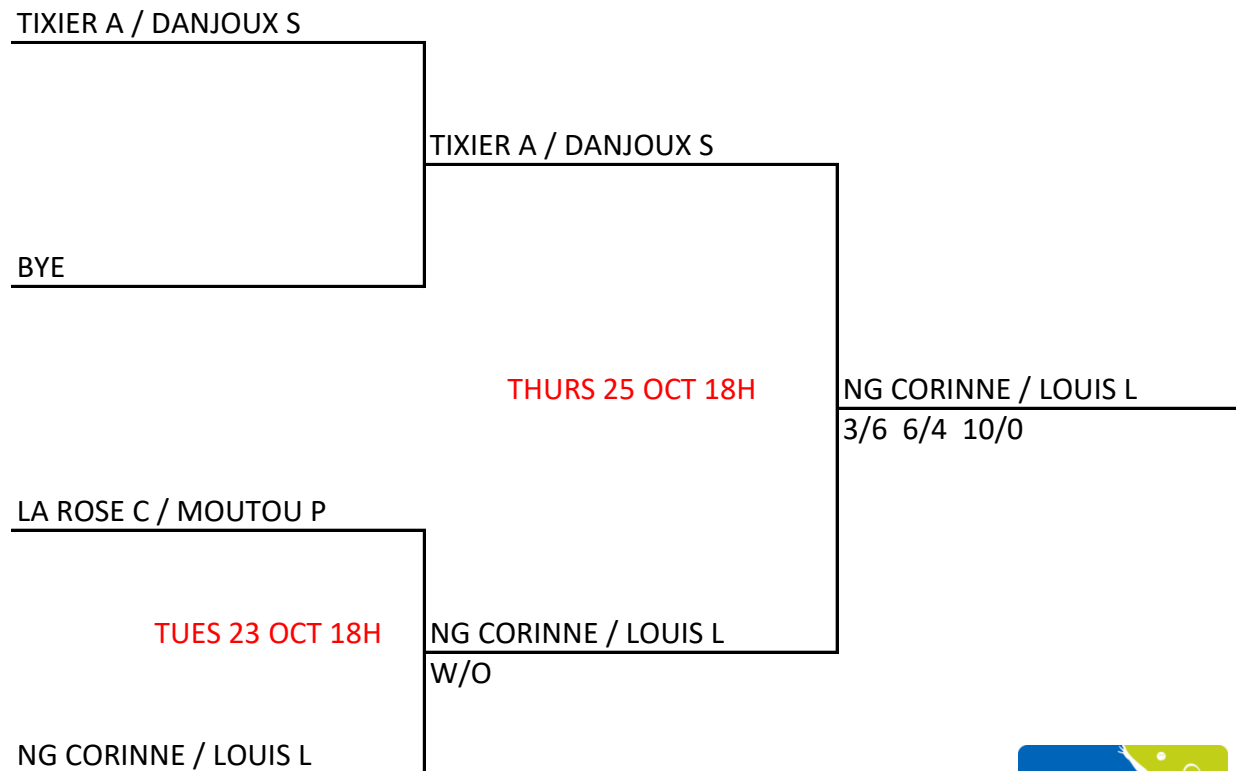 TIXIER A / DANJOUX S
TIXIER A / DANJOUX S
BYE
THURS 25 OCT 18H
NG CORINNE / LOUIS L
3/6 6/4 10/0
LA ROSE C / MOUTOU P
TUES 23 OCT 18H
NG CORINNE / LOUIS L
W/O
NG CORINNE / LOUIS L